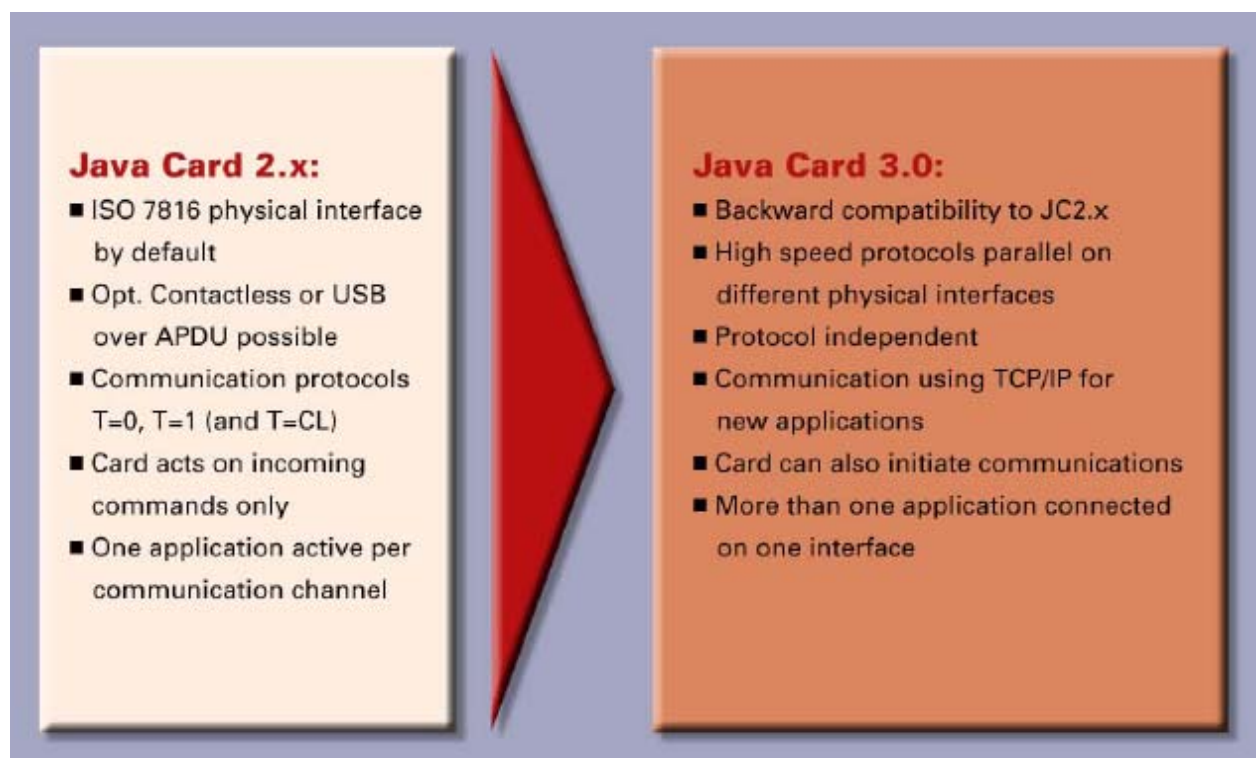 Java Card 2.x:
■ ISO 7816 physical interface
by default
■ Opt. Contactless or USB
over APDU possible
■ Communication protocols
T=0, T=1 (and T=CL)
■ Card acts on incoming
commands only
■ One application active per
communication channel
Java Card 3.0:
■ Backward compatibility to JC2.x
■ High speed protocols parallel on
different physical interfaces
■ Protocol independent
■ Communication using TCP/IP for
new applications
■ Card can also initiate communications
■ More than one application connected
on one interface